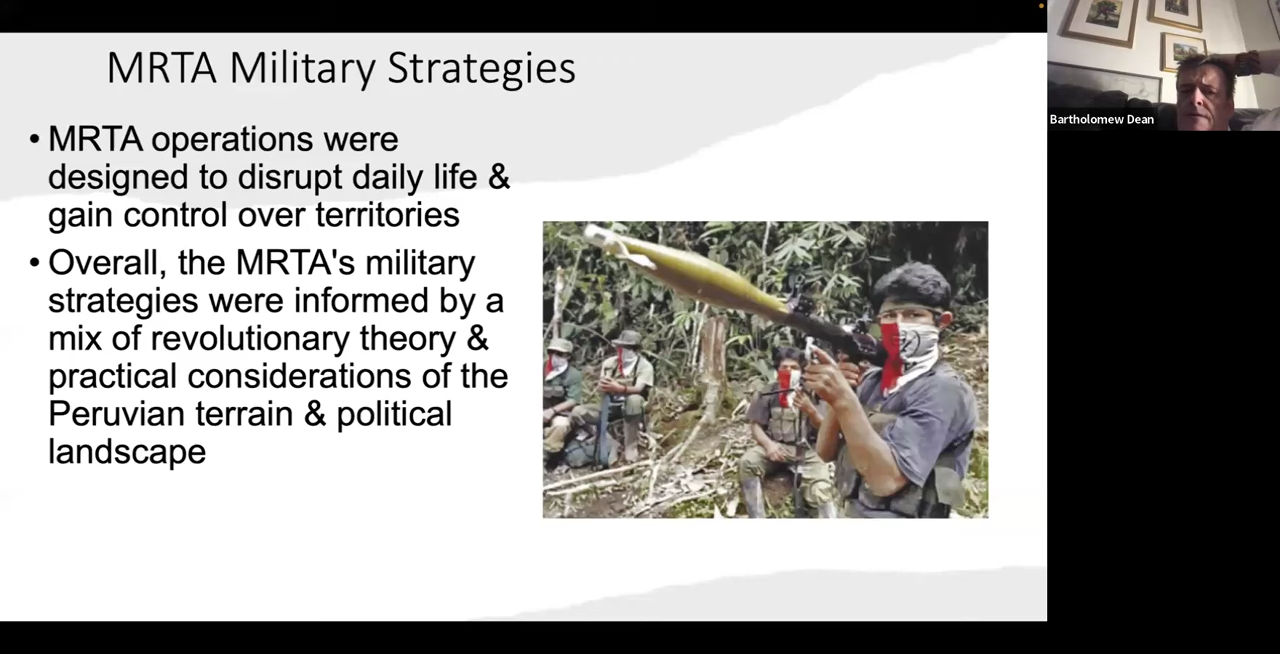 MRTA Military Strategies
• MRTA operations were
designed to disrupt daily life &
gain control over territories
• Overall, the MRTA's military
strategies were informed by a
mix of revolutionary theory &
practical considerations of the
Peruvian terrain & political
landscape
Bartholomew Dean